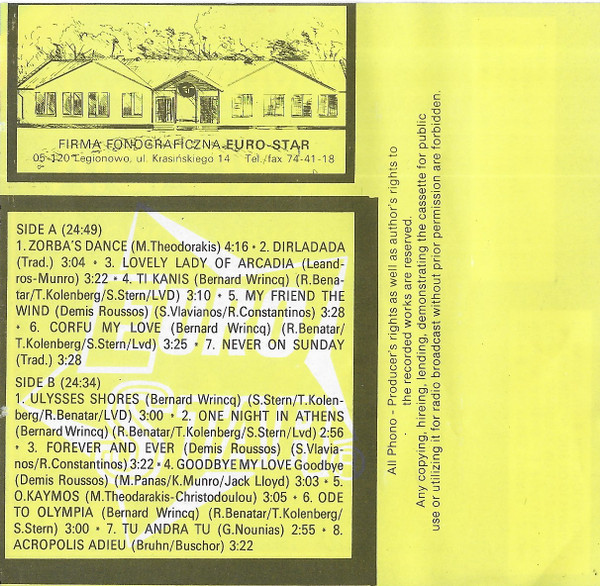 FIRMA FONOGRAFICZNA EURO-STAR
05-120 Legionowo, ul. Krasińskiego 14 Tel./fax 74-41-18
SIDE A (24:49)
1. ZORBA'S DANCE (M.Theodorakis) 4:16 • 2. DIRLADADA
(Trad.) 3:04 • 3. LOVELY LADY OF ARCADIA (Leand-
ros-Munro) 3:22 • 4. TI KANIS (Bernard Wrincq) (R.Bena-
tar/T.Kolenberg/S.Stern/LVD) 3:10 • 5. MY FRIEND THE
WIND (Demis Roussos) (S.Vlavianos/R.Constantinos) 3:28
• 6. CORFU MY LOVE (Bernard Wrincq) (R.Benatar/
T.Kolenberg/S.Stern/Lvd) 3:25 • 7. NEVER ON SUNDAY
(Trad.) 3:28
SIDE B (24:34)
1. ULYSSES SHORES (Bernard Wrincq) (S.Stern/T.Kolen-
berg/R.Benatar/LVD) 3:00 • 2. ONE NIGHT IN ATHENS
(Bernard Wrincq) (R.Benatar/T.Kolenberg/S.Stern/Lvd) 2:56
• 3. FOREVER AND EVER (Demis Roussos) (S.Vlavia-
nos/R.Constantinos) 3:22 • 4. GOODBYE MY LOVE Goodbye
(Demis Roussos) (M.Panas/K.Munro/Jack Lloyd) 3:03 • 5.
O.KAYMOS (M.Theodarakis-Christodoulou) 3:05 • 6. ODE
TO OLYMPIA (Bernard Wrincq) (R.Benatar/T.Kolenberg/
S.Stern) 3:00 • 7. TU ANDRA TU (G.Nounias) 2:55 • 8.
ACROPOLIS ADIEU (Bruhn/Buschor) 3:22
All Phono - Producer's rights as well as author's rights to
the recorded works are reserved.
Any copying, hireing, lending, demonstrating the cassette for public
use or utilizing it for radio broadcast without prior permission are forbidden.
EURO